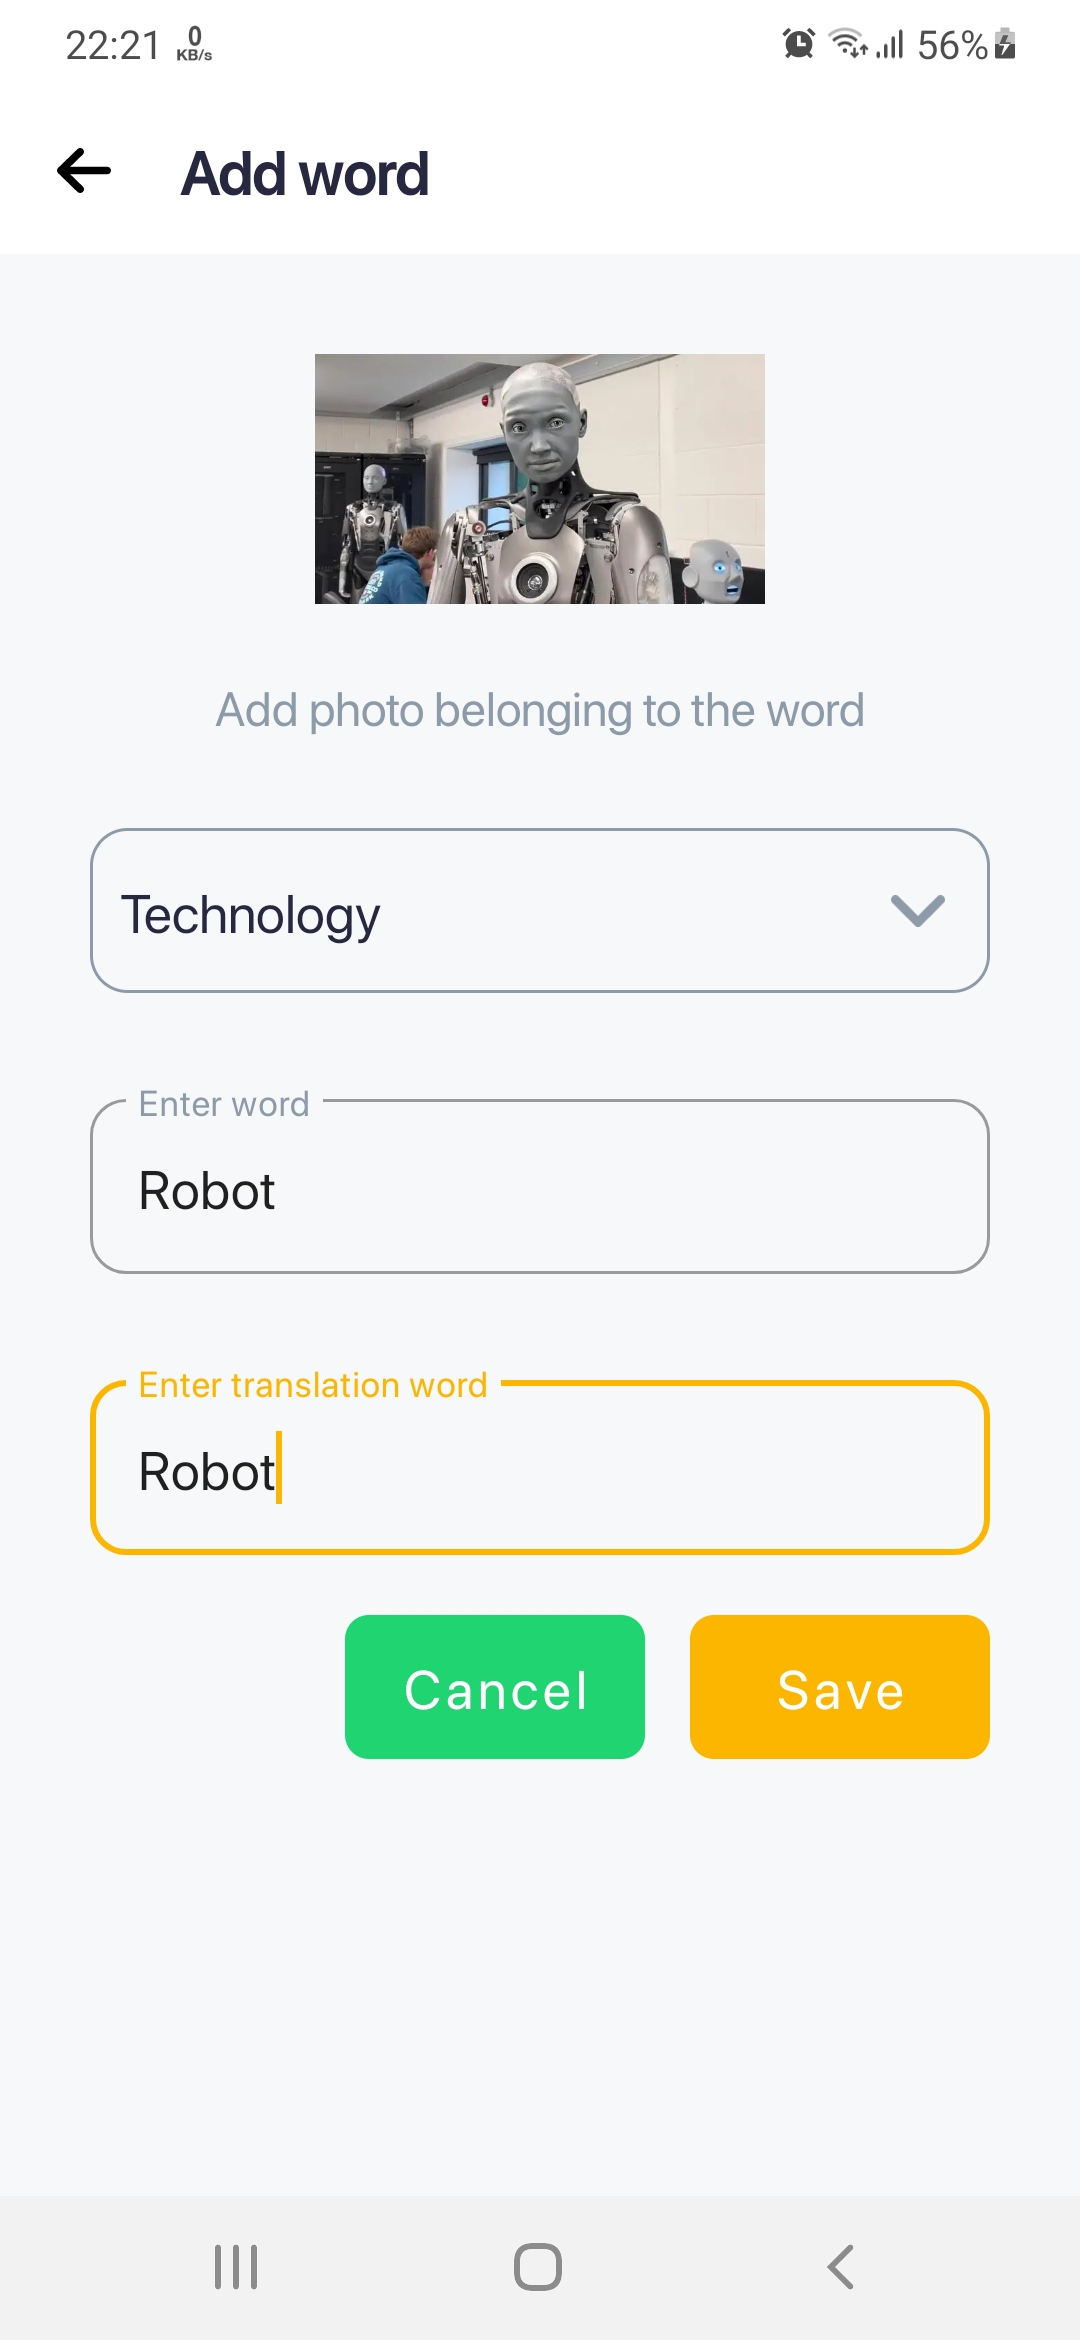 22:21 0 KB/s 56%
Add word
Add photo belonging to the word
Technology
Enter word
Robot
Enter translation word
Robot
Cancel Save